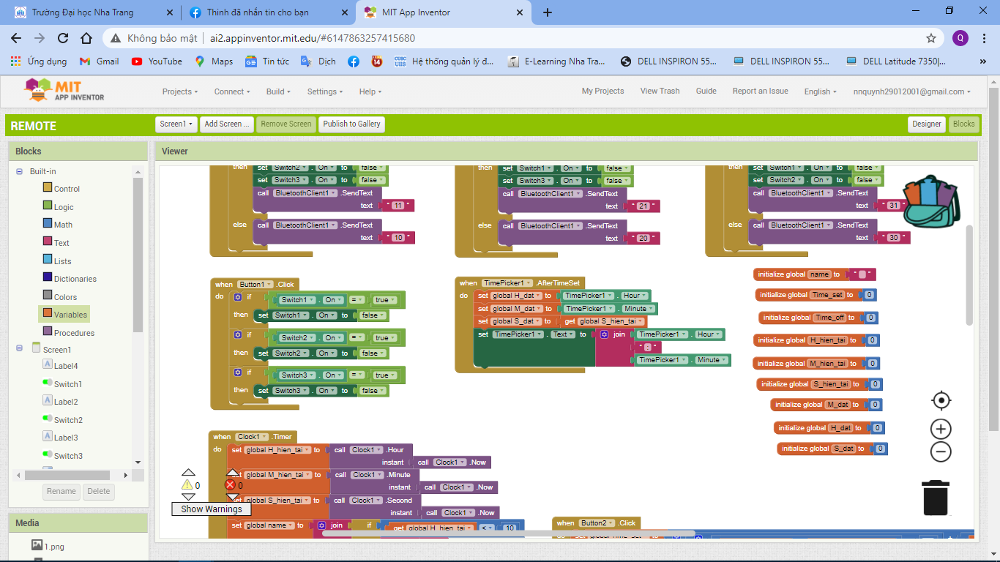 Trường Đại học Nha Trang
Thinh đã nhắn tin cho bạn
MIT App Inventor
Không bảo mật
ai2.appinventor.mit.edu/#6147863257415680
Q
Ứng dụng
Gmail
YouTube
Maps
Tin tức
Dịch
Hệ thống quản lý đ...
E-Learning Nha Tra...
DELL INSPIRON 55...
DELL INSPIRON 55...
DELL Latitude 7350|...
MIT
APP INVENTOR
Projects
Connect
Build
Settings
Help
My Projects
View Trash
Guide
Report an Issue
English
nnquynh29012001@gmail.com
REMOTE
Screen1
Add Screen ...
Remove Screen
Publish to Gallery
Designer
Blocks
Blocks
Built-in
Control
Logic
Math
Text
Lists
Dictionaries
Colors
Variables
Procedures
Screen1
Label4
Switch1
Label2
Switch2
Label3
Switch3
Rename
Delete
Media
1.png
Viewer
then set Switch2 . On to false
set Switch3 . On to false
call BluetoothClient1 .SendText
text " 11 "
else call BluetoothClient1 .SendText
text " 10 "
then set Switch1 . On to false
set Switch3 . On to false
call BluetoothClient1 .SendText
text " 21 "
else call BluetoothClient1 .SendText
text " 20 "
then set Switch1 . On to false
set Switch2 . On to false
call BluetoothClient1 .SendText
text " 31 "
else call BluetoothClient1 .SendText
text " 30 "
when Button1 .Click
do if Switch1 . On = true
then set Switch1 . On to false
if Switch2 . On = true
then set Switch2 . On to false
if Switch3 . On = true
then set Switch3 . On to false
when TimePicker1 .AfterTimeSet
do set global H_dat to TimePicker1 . Hour
set global M_dat to TimePicker1 . Minute
set global S_dat to get global S_hien_tai
set TimePicker1 . Text to join TimePicker1 . Hour
" : "
TimePicker1 . Minute
initialize global name to " "
initialize global Time_set to 0
initialize global Time_off to 0
initialize global H_hien_tai to 0
initialize global M_hien_tai to 0
initialize global S_hien_tai to 0
initialize global M_dat to 0
initialize global H_dat to 0
initialize global S_dat to 0
when Clock1 .Timer
do set global H_hien_tai to call Clock1 .Hour
instant call Clock1 .Now
set global M_hien_tai to call Clock1 .Minute
instant call Clock1 .Now
set global S_hien_tai to call Clock1 .Second
instant call Clock1 .Now
set global name to join if get global H_hien_tai < 10
when Button2 .Click
0
0
Show Warnings